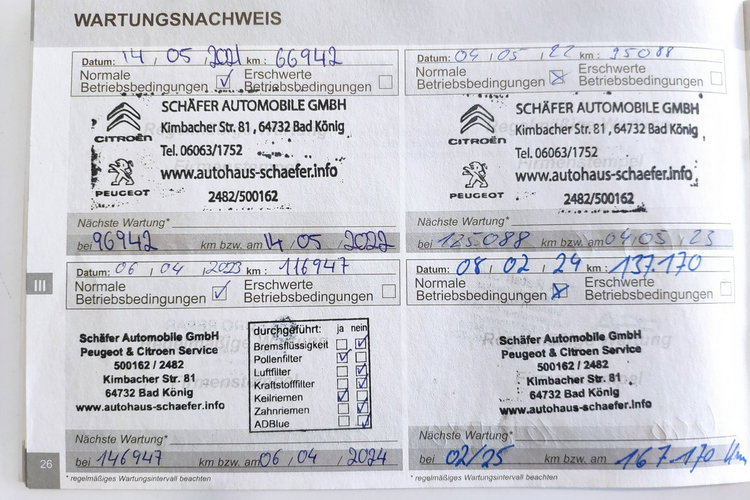 WARTUNGSNACHWEIS
Datum: 14 , 05 , 2021 km : 66942
Normale Betriebsbedingungen ✓
Erschwerte Betriebsbedingungen
CITROËN
PEUGEOT
SCHÄFER AUTOMOBILE GMBH
Kimbacher Str. 81 , 64732 Bad König
Tel. 06063/1752
www.autohaus-schaefer.info
2482/500162
Nächste Wartung*
bei 96942 km bzw. am 14 , 05 , 2022
Datum: 04 , 05 , 22 km : 95088
Normale Betriebsbedingungen ☒
Erschwerte Betriebsbedingungen
CITROËN
PEUGEOT
SCHÄFER AUTOMOBILE GMBH
Kimbacher Str. 81 , 64732 Bad König
Tel. 06063/1752
www.autohaus-schaefer.info
2482/500162
Nächste Wartung*
bei 125088 km bzw. am 04 , 05 , 23
III
Datum: 06 , 04 , 2023 km : 116947
Normale Betriebsbedingungen ✓
Erschwerte Betriebsbedingungen
Schäfer Automobile GmbH
Peugeot & Citroen Service
500162 / 2482
Kimbacher Str. 81
64732 Bad König
www.autohaus-schaefer.info
durchgeführt: ja nein
Bremsflüssigkeit
Pollenfilter
Luftfilter
Kraftstofffilter
Keilriemen
Zahnriemen
ADBlue
Nächste Wartung*
bei 146947 km bzw. am 06 , 04 , 2024
Datum: 08 , 02 , 24 km : 137.170
Normale Betriebsbedingungen ☒
Erschwerte Betriebsbedingungen
Schäfer Automobile GmbH
Peugeot & Citroen Service
500162 / 2482
Kimbacher Str. 81
64732 Bad König
www.autohaus-schaefer.info
Nächste Wartung*
bei 02/25 km bzw. am 167.170 km
26
* regelmäßiges Wartungsintervall beachten
* regelmäßiges Wartungsintervall beachten